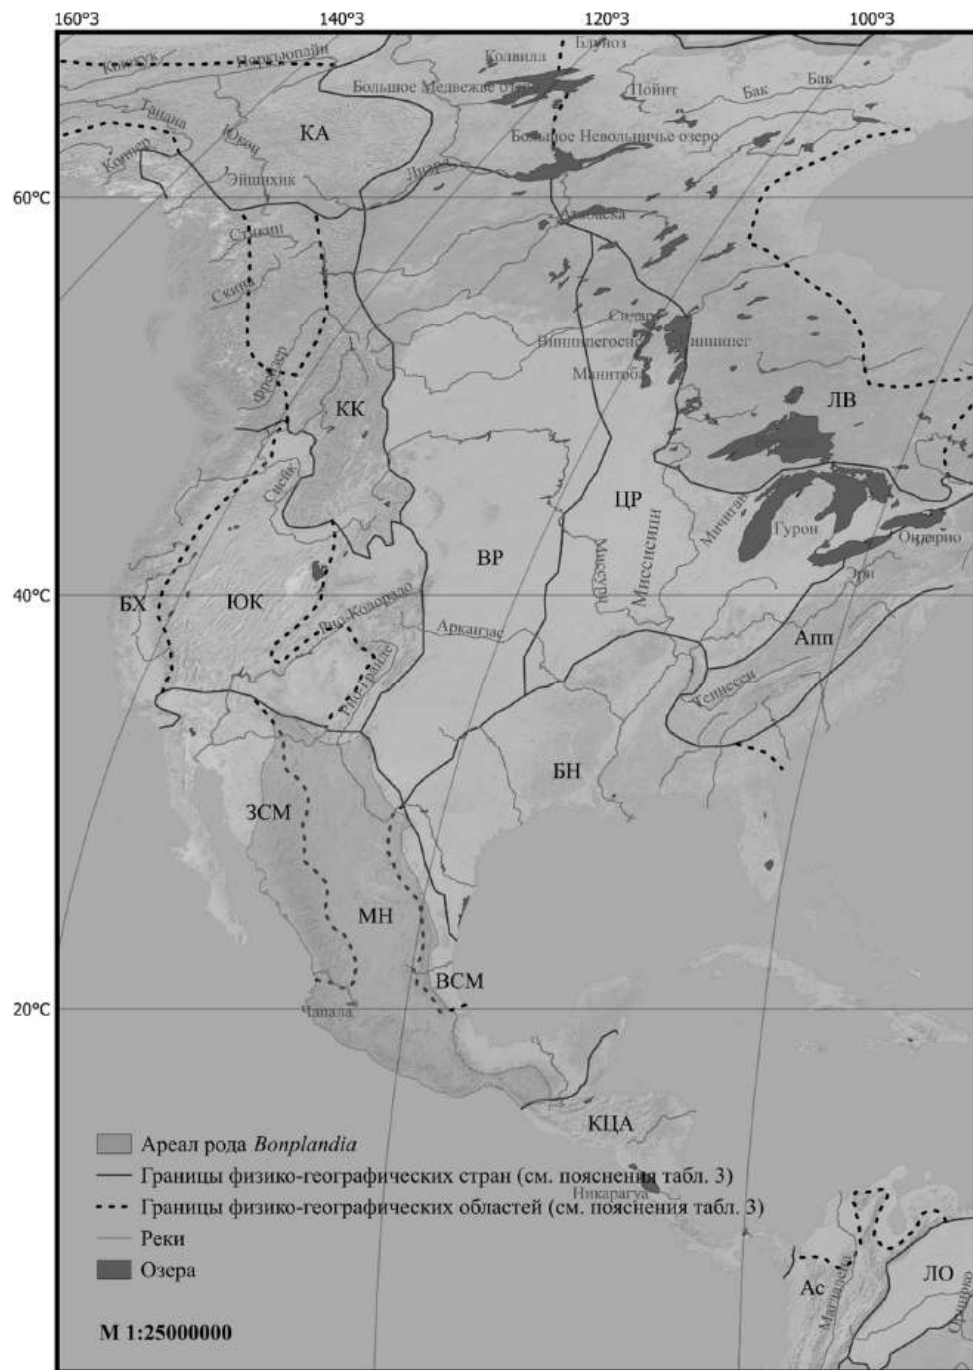 160°З 140°З 120°З 100°З
Коюкук
Поркьюпайн
Колвилл
Блуноз
Большое Медвежье озеро
Пойнт
Бак
Бак
Танана
Юкон
КА
Большое Невольничье озеро
Коппер
Эйшихик
Лиард
60°С
Атабаска
Стикин
Скина
Сидар
Виннипегосис
Виннипег
Манитоба
Фрейзер
КК
ЛВ
Снейк
ЦР
Мичиган
Гурон
Онтарио
ВР
Миссури
Миссисипи
Эри
40°С
БХ
ЮК
Рио-Колорадо
Арканзас
Апп
Рио-Гранде
Теннесси
БН
ЗСМ
МН
ВСМ
20°С
Чапала
КЦА
Ареал рода Bonplandia
Границы физико-географических стран (см. пояснения табл. 3)
Никарагуа
Границы физико-географических областей (см. пояснения табл. 3)
Реки
Озера
Ас
Магдалена
ЛО
Ориноко
М 1:25000000